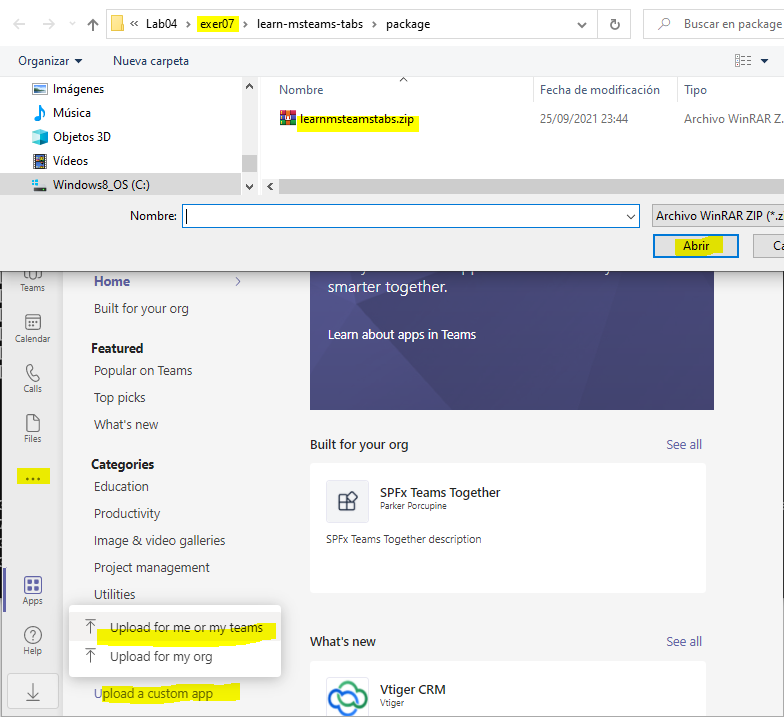 « Lab04 › exer07 › learn-msteams-tabs › package
Buscar en package
Organizar
Nueva carpeta
Imágenes
Música
Objetos 3D
Vídeos
Windows8_OS (C:)
Nombre
Fecha de modificación
Tipo
learnmsteamstabs.zip
25/09/2021 23:44
Archivo WinRAR Z...
Nombre:
Archivo WinRAR ZIP (*.z
Abrir
Ca
Teams
Calendar
Calls
Files
...
Apps
Help
Home
Built for your org
Featured
Popular on Teams
Top picks
What's new
Categories
Education
Productivity
Image & video galleries
Project management
Utilities
Upload for me or my teams
Upload for my org
Upload a custom app
smarter together.
Learn about apps in Teams
Built for your org
See all
SPFx Teams Together
Parker Porcupine
SPFx Teams Together description
What's new
See all
Vtiger CRM
Vtiger